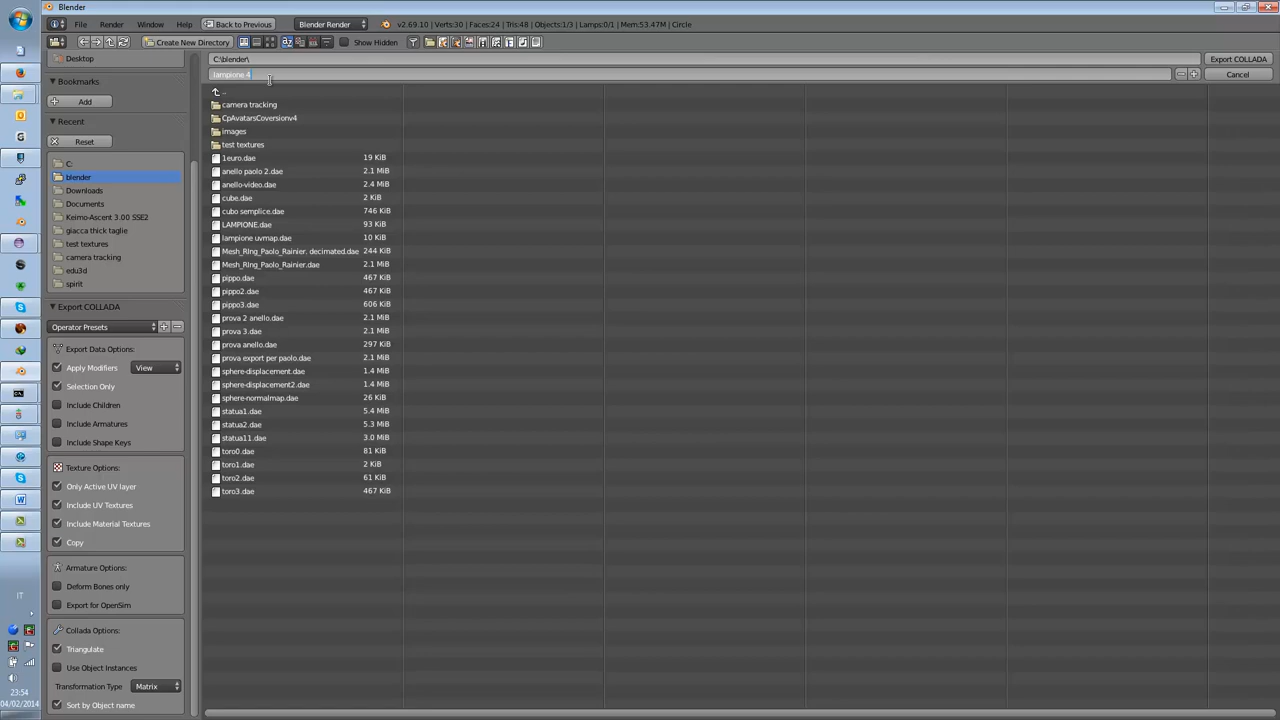 Blender
File Render Window Help Back to Previous Blender Render v2.69.10 | Verts:30 | Faces:24 | Tris:48 | Objects:1/3 | Lamps:0/1 | Mem:53.47M | Circle
Create New Directory Show Hidden
C:\blender\ Export COLLADA
lampione 4 Cancel
Desktop
Bookmarks
Add
Recent
Reset
C:
blender
Downloads
Documents
Keimo-Ascent 3.00 SSE2
giacca thick taglie
test textures
camera tracking
edu3d
spirit
Export COLLADA
Operator Presets
Export Data Options:
Apply Modifiers View
Selection Only
Include Children
Include Armatures
Include Shape Keys
Texture Options:
Only Active UV layer
Include UV Textures
Include Material Textures
Copy
Armature Options:
Deform Bones only
Export for OpenSim
Collada Options:
Triangulate
Use Object Instances
Transformation Type Matrix
Sort by Object name
..
camera tracking
CpAvatarsCoversionv4
images
test textures
1euro.dae 19 KiB
anello paolo 2.dae 2.1 MiB
anello-video.dae 2.4 MiB
cube.dae 2 KiB
cubo semplice.dae 746 KiB
LAMPIONE.dae 93 KiB
lampione uvmap.dae 10 KiB
Mesh_RIng_Paolo_Rainier. decimated.dae 244 KiB
Mesh_RIng_Paolo_Rainier.dae 2.1 MiB
pippo.dae 467 KiB
pippo2.dae 467 KiB
pippo3.dae 606 KiB
prova 2 anello.dae 2.1 MiB
prova 3.dae 2.1 MiB
prova anello.dae 297 KiB
prova export per paolo.dae 2.1 MiB
sphere-displacement.dae 1.4 MiB
sphere-displacement2.dae 1.4 MiB
sphere-normalmap.dae 26 KiB
statua1.dae 5.4 MiB
statua2.dae 5.3 MiB
statua11.dae 3.0 MiB
toro0.dae 81 KiB
toro1.dae 2 KiB
toro2.dae 61 KiB
toro3.dae 467 KiB
IT
23:54
04/02/2014